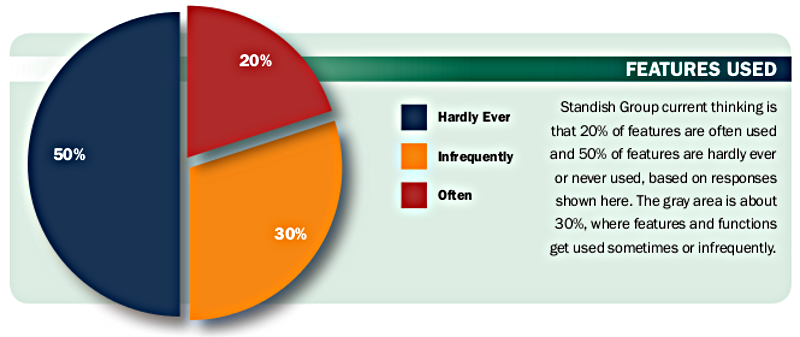 20%
50%
30%
Hardly Ever
Infrequently
Often
FEATURES USED
Standish Group current thinking is
that 20% of features are often used
and 50% of features are hardly ever
or never used, based on responses
shown here. The gray area is about
30%, where features and functions
get used sometimes or infrequently.